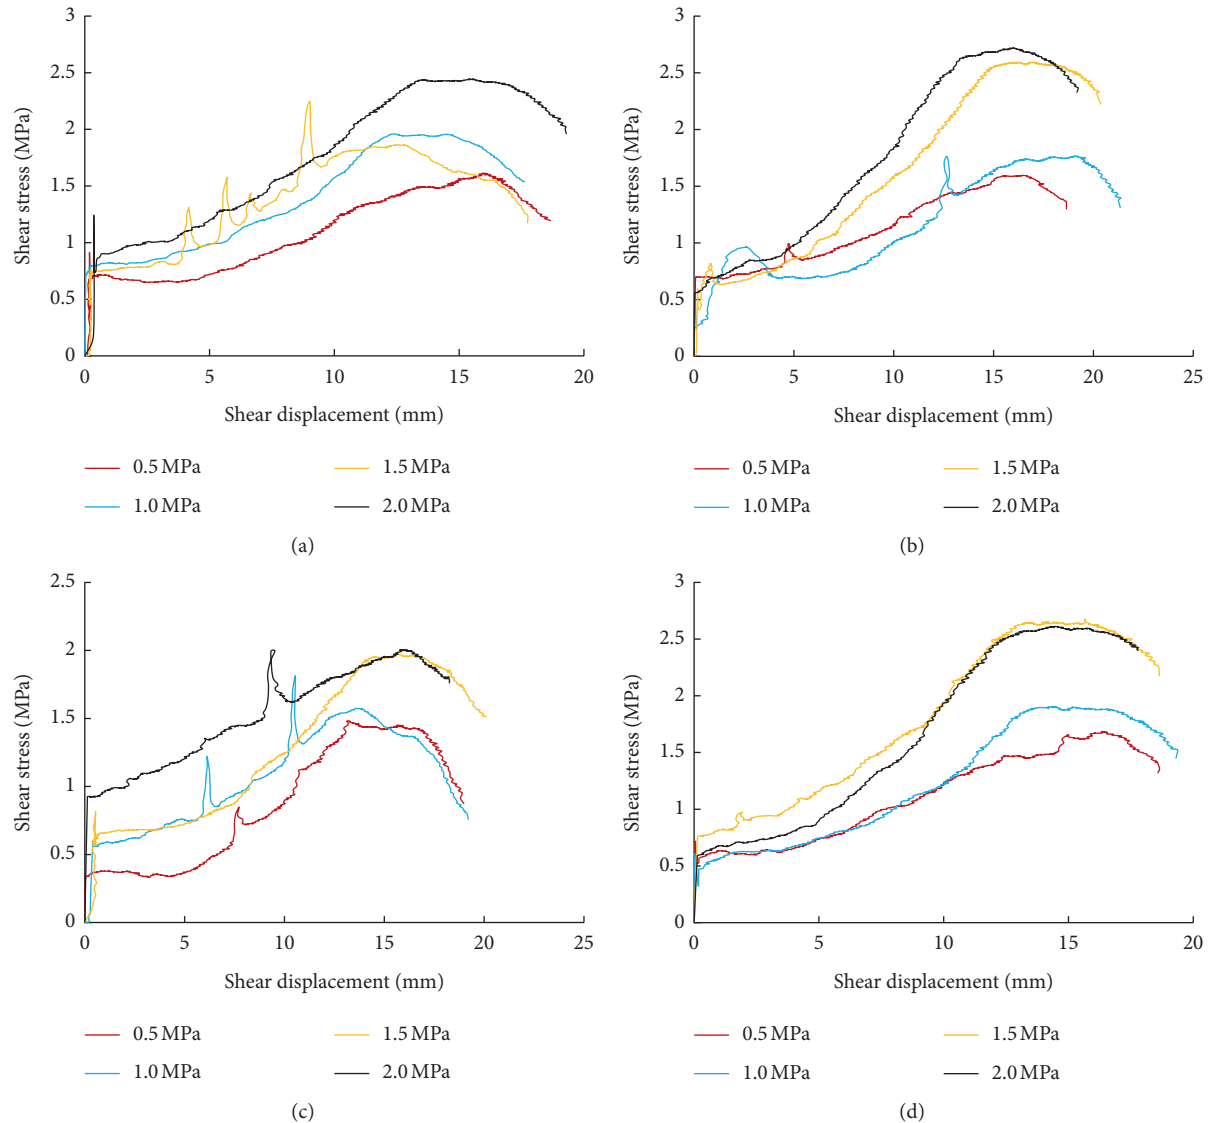 3
2.5
2
1.5
1
0.5
0
Shear stress (MPa)
0 5 10 15 20
Shear displacement (mm)
0.5 MPa 1.5 MPa
1.0 MPa 2.0 MPa
(a)
3
2.5
2
1.5
1
0.5
0
Shear stress (MPa)
0 5 10 15 20 25
Shear displacement (mm)
0.5 MPa 1.5 MPa
1.0 MPa 2.0 MPa
(b)
2.5
2
1.5
1
0.5
0
Shear stress (MPa)
0 5 10 15 20 25
Shear displacement (mm)
0.5 MPa 1.5 MPa
1.0 MPa 2.0 MPa
(c)
3
2.5
2
1.5
1
0.5
0
Shear stress (MPa)
0 5 10 15 20
Shear displacement (mm)
0.5 MPa 1.5 MPa
1.0 MPa 2.0 MPa
(d)